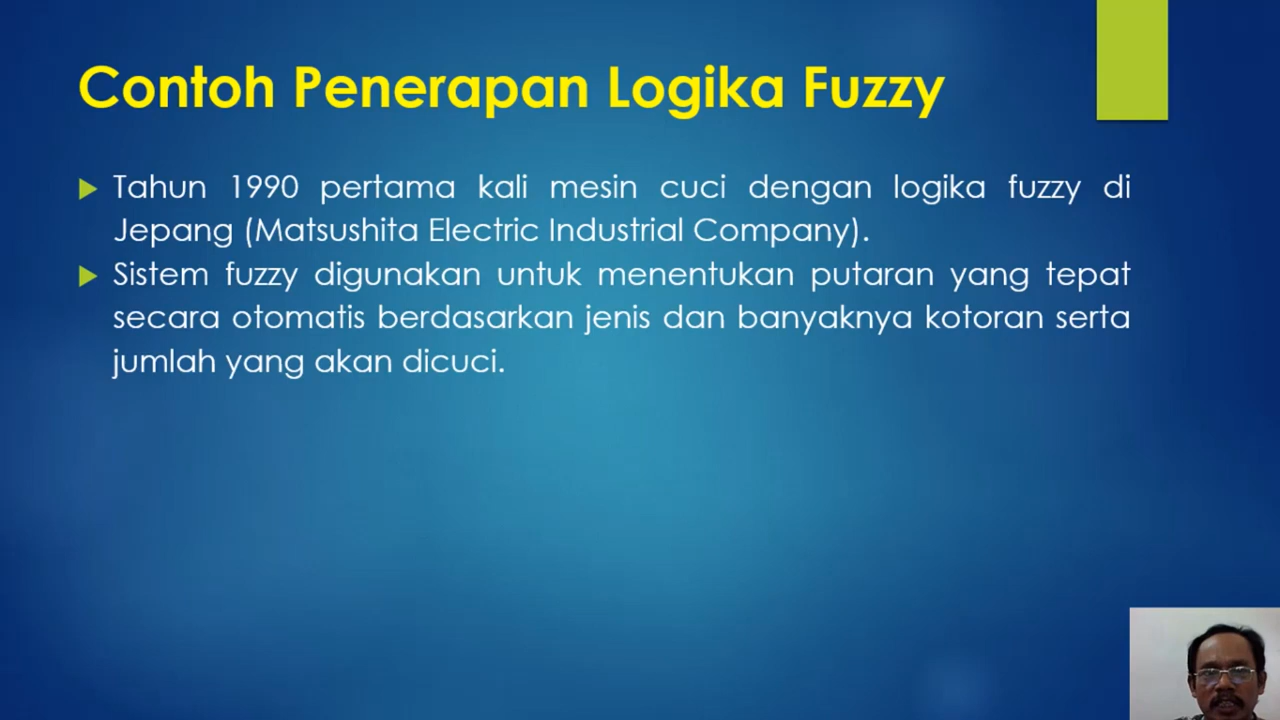 Contoh Penerapan Logika Fuzzy
Tahun 1990 pertama kali mesin cuci dengan logika fuzzy di
Jepang (Matsushita Electric Industrial Company).
Sistem fuzzy digunakan untuk menentukan putaran yang tepat
secara otomatis berdasarkan jenis dan banyaknya kotoran serta
jumlah yang akan dicuci.